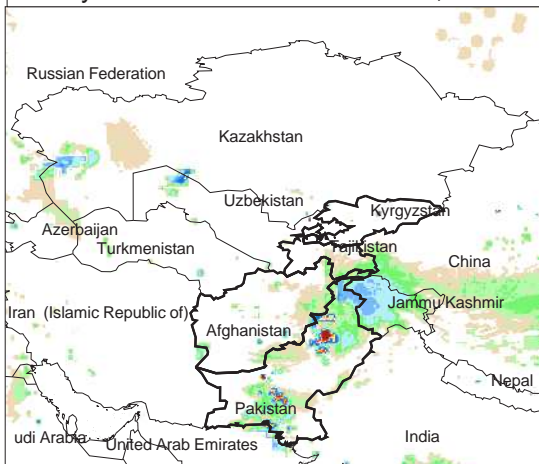 Russian Federation
Kazakhstan
Uzbekistan
Kyrgyzstan
Azerbaijan
Turkmenistan
Tajikistan
China
Iran (Islamic Republic of)
Jammu Kashmir
Afghanistan
Nepal
Pakistan
udi Arabia
United Arab Emirates
India